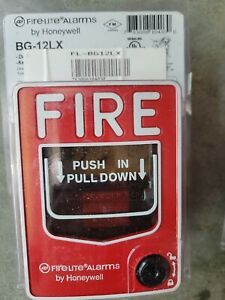 FIRE•LITE® ALARMS
by Honeywell
BG-12LX
FL-BG12LX
FIRE
PUSH IN
PULL DOWN
FIRE•LITE® ALARMS
by Honeywell